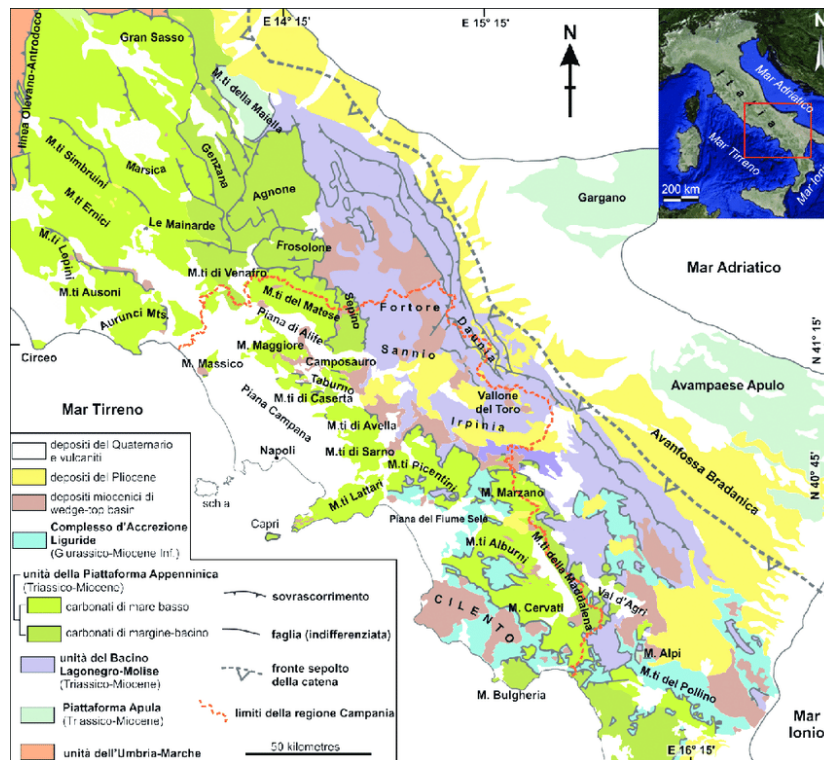 E 14° 15'
E 15° 15'
N
Gran Sasso
linea Olevano-Antrodoco
M.ti della Maiella
M.ti Simbruini
Marsica
Genzana
M.ti Ernici
Agnone
Le Mainarde
Frosolone
M.ti Lepini
M.ti Ausoni
Aurunci Mts.
M.ti di Venafro
M.ti del Matese
Sepino
Circeo
M. Massico
Piana di Alife
M. Maggiore
Camposauro
Taburno
M.ti di Caserta
Fortore
Sannio
Daunia
Gargano
Mar Adriatico
N 41° 15'
Mar Tirreno
Piana Campana
M.ti di Avella
Vallone
del Toro
Irpinia
Avampaese Apulo
Avanfossa Bradanica
N 40° 45'
Napoli
M.ti di Sarno
M.ti Picentini
schia
Capri
M.ti Lattari
Piana del Fiume Sele
M. Marzano
M.ti Alburni
M.ti della Maddalena
M. Cervati
Val d'Agri
CILENTO
M. Alpi
M.ti del Pollino
M. Bulgheria
Mar
Ionio
E 16° 15'
Italia
Mar Adriatico
Mar Tirreno
Mar Ioni
200 km
N
depositi del Quaternario
e vulcaniti
depositi del Pliocene
depositi miocenici di
wedge-top basin
Complesso d'Accrezione
Liguride
(Giurassico-Miocene Inf.)
unità della Piattaforma Appenninica
(Triassico-Miocene)
carbonati di mare basso
carbonati di margine-bacino
unità del Bacino
Lagonegro-Molise
(Triassico-Miocene)
Piattaforma Apula
(Triassico-Miocene)
unità dell'Umbria-Marche
sovrascorrimento
faglia (indifferenziata)
fronte sepolto
della catena
limiti della regione Campania
50 kilometres